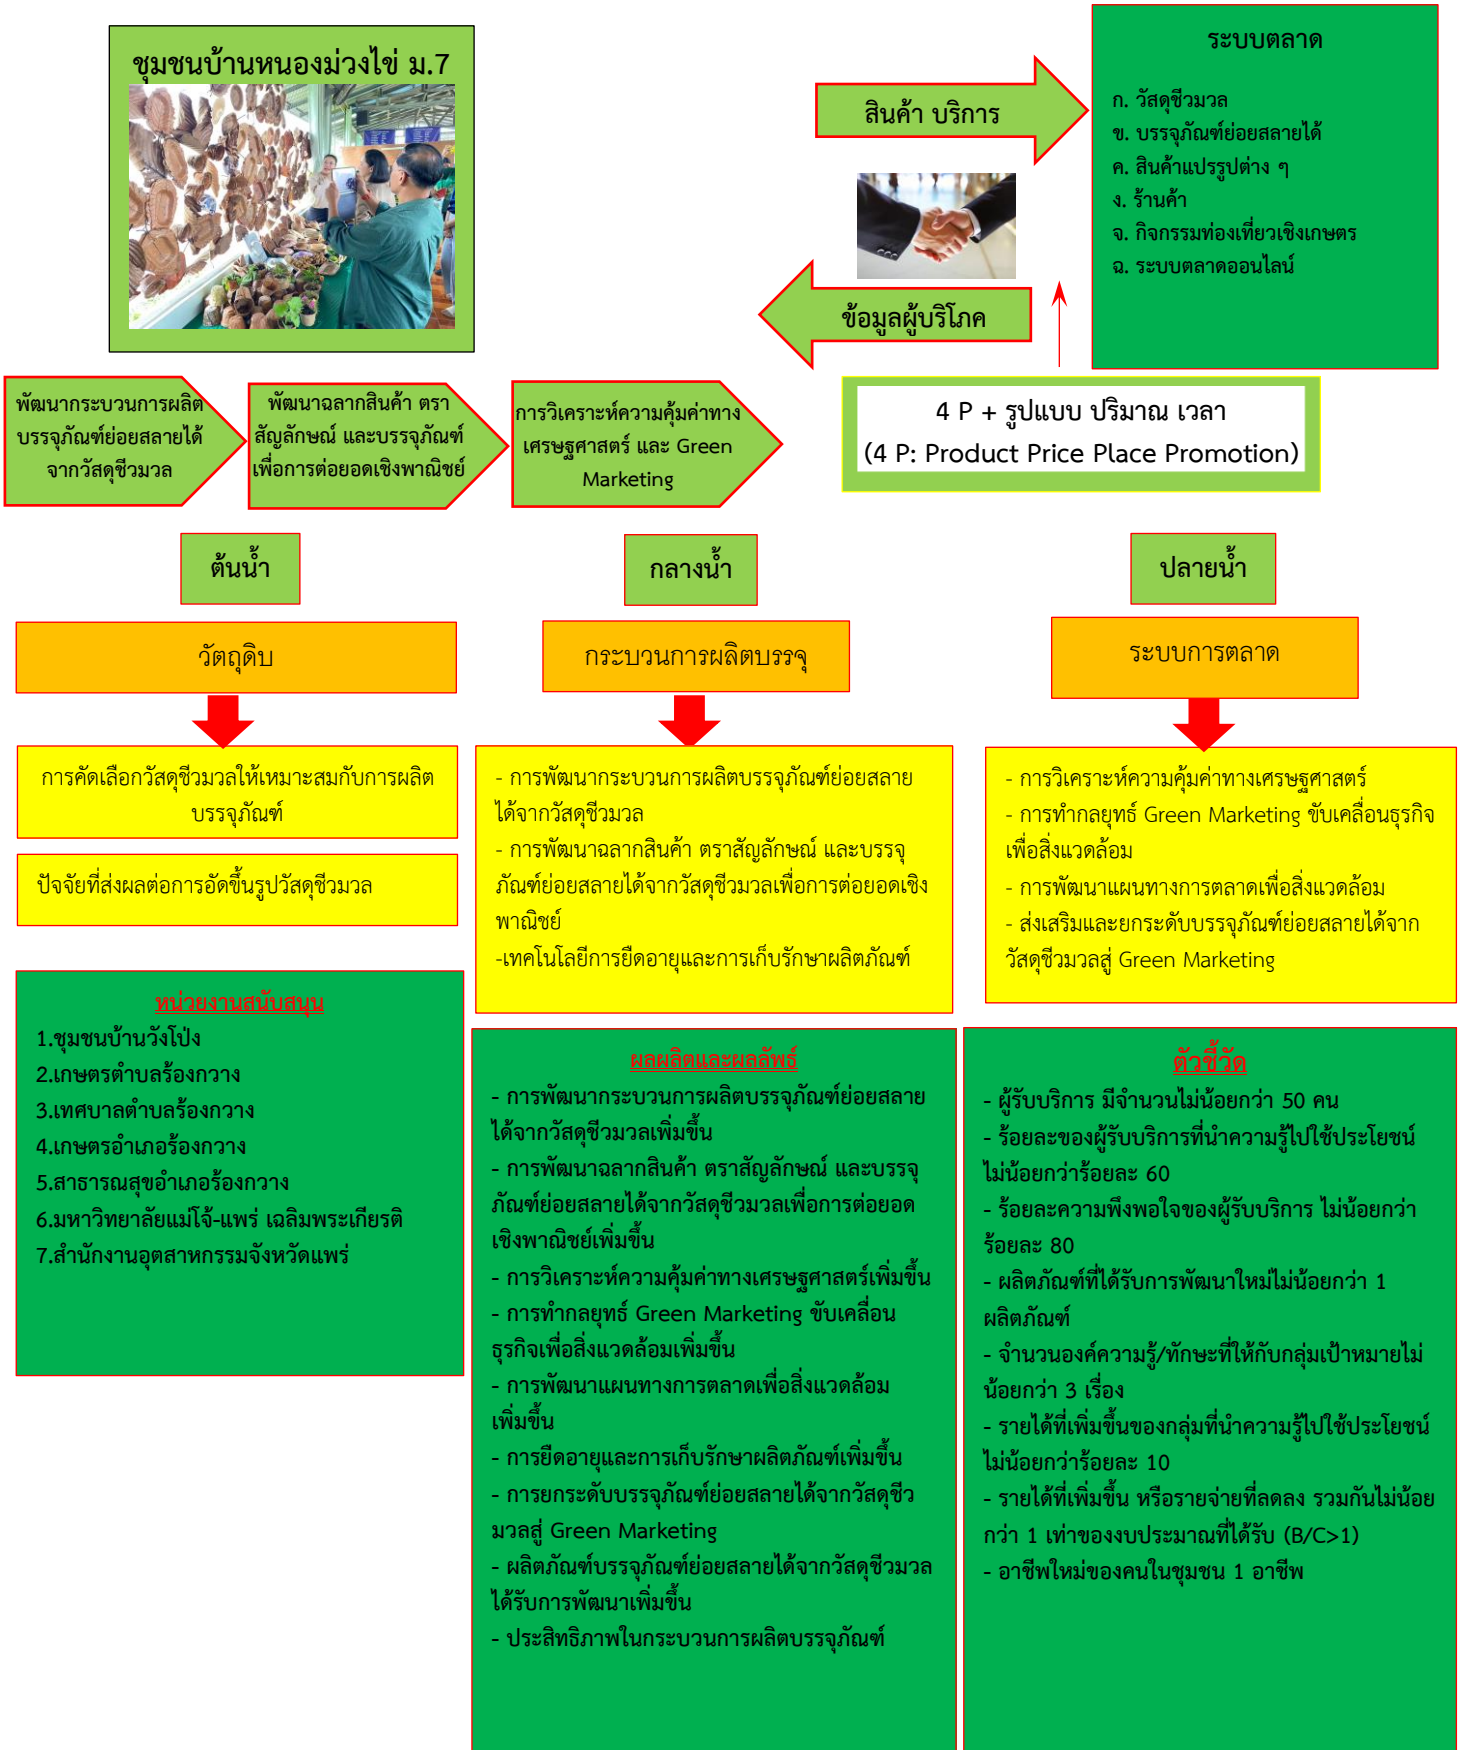 ชุมชนบ้านหนองม่วงไข่ ม.7
สินค้า บริการ
ข้อมูลผู้บริโภค
ระบบตลาด
ก. วัสดุชีวมวล
ข. บรรจุภัณฑ์ย่อยสลายได้
ค. สินค้าแปรรูปต่าง ๆ
ง. ร้านค้า
จ. กิจกรรมท่องเที่ยวเชิงเกษตร
ฉ. ระบบตลาดออนไลน์
พัฒนากระบวนการผลิต
บรรจุภัณฑ์ย่อยสลายได้
จากวัสดุชีวมวล
พัฒนาฉลากสินค้า ตรา
สัญลักษณ์ และบรรจุภัณฑ์
เพื่อการต่อยอดเชิงพาณิชย์
การวิเคราะห์ความคุ้มค่าทาง
เศรษฐศาสตร์ และ Green
Marketing
4 P + รูปแบบ ปริมาณ เวลา
(4 P: Product Price Place Promotion)
ต้นน้ำ
กลางน้ำ
ปลายน้ำ
วัตถุดิบ
กระบวนการผลิตบรรจุ
ระบบการตลาด
การคัดเลือกวัสดุชีวมวลให้เหมาะสมกับการผลิต
บรรจุภัณฑ์
ปัจจัยที่ส่งผลต่อการอัดขึ้นรูปวัสดุชีวมวล
- การพัฒนากระบวนการผลิตบรรจุภัณฑ์ย่อยสลาย
ได้จากวัสดุชีวมวล
- การพัฒนาฉลากสินค้า ตราสัญลักษณ์ และบรรจุ
ภัณฑ์ย่อยสลายได้จากวัสดุชีวมวลเพื่อการต่อยอดเชิง
พาณิชย์
-เทคโนโลยีการยืดอายุและการเก็บรักษาผลิตภัณฑ์
- การวิเคราะห์ความคุ้มค่าทางเศรษฐศาสตร์
- การทำกลยุทธ์ Green Marketing ขับเคลื่อนธุรกิจ
เพื่อสิ่งแวดล้อม
- การพัฒนาแผนทางการตลาดเพื่อสิ่งแวดล้อม
- ส่งเสริมและยกระดับบรรจุภัณฑ์ย่อยสลายได้จาก
วัสดุชีวมวลสู่ Green Marketing
หน่วยงานสนับสนุน
1.ชุมชนบ้านวังโป่ง
2.เกษตรตำบลร้องกวาง
3.เทศบาลตำบลร้องกวาง
4.เกษตรอำเภอร้องกวาง
5.สาธารณสุขอำเภอร้องกวาง
6.มหาวิทยาลัยแม่โจ้-แพร่ เฉลิมพระเกียรติ
7.สำนักงานอุตสาหกรรมจังหวัดแพร่
ผลผลิตและผลลัพธ์
- การพัฒนากระบวนการผลิตบรรจุภัณฑ์ย่อยสลาย
ได้จากวัสดุชีวมวลเพิ่มขึ้น
- การพัฒนาฉลากสินค้า ตราสัญลักษณ์ และบรรจุ
ภัณฑ์ย่อยสลายได้จากวัสดุชีวมวลเพื่อการต่อยอด
เชิงพาณิชย์เพิ่มขึ้น
- การวิเคราะห์ความคุ้มค่าทางเศรษฐศาสตร์เพิ่มขึ้น
- การทำกลยุทธ์ Green Marketing ขับเคลื่อน
ธุรกิจเพื่อสิ่งแวดล้อมเพิ่มขึ้น
- การพัฒนาแผนทางการตลาดเพื่อสิ่งแวดล้อม
เพิ่มขึ้น
- การยืดอายุและการเก็บรักษาผลิตภัณฑ์เพิ่มขึ้น
- การยกระดับบรรจุภัณฑ์ย่อยสลายได้จากวัสดุชีว
มวลสู่ Green Marketing
- ผลิตภัณฑ์บรรจุภัณฑ์ย่อยสลายได้จากวัสดุชีวมวล
ได้รับการพัฒนาเพิ่มขึ้น
- ประสิทธิภาพในกระบวนการผลิตบรรจุภัณฑ์
ตัวชี้วัด
- ผู้รับบริการ มีจำนวนไม่น้อยกว่า 50 คน
- ร้อยละของผู้รับบริการที่นำความรู้ไปใช้ประโยชน์
ไม่น้อยกว่าร้อยละ 60
- ร้อยละความพึงพอใจของผู้รับบริการ ไม่น้อยกว่า
ร้อยละ 80
- ผลิตภัณฑ์ที่ได้รับการพัฒนาใหม่ไม่น้อยกว่า 1
ผลิตภัณฑ์
- จำนวนองค์ความรู้/ทักษะที่ให้กับกลุ่มเป้าหมายไม่
น้อยกว่า 3 เรื่อง
- รายได้ที่เพิ่มขึ้นของกลุ่มที่นำความรู้ไปใช้ประโยชน์
ไม่น้อยกว่าร้อยละ 10
- รายได้ที่เพิ่มขึ้น หรือรายจ่ายที่ลดลง รวมกันไม่น้อย
กว่า 1 เท่าของงบประมาณที่ได้รับ (B/C>1)
- อาชีพใหม่ของคนในชุมชน 1 อาชีพ